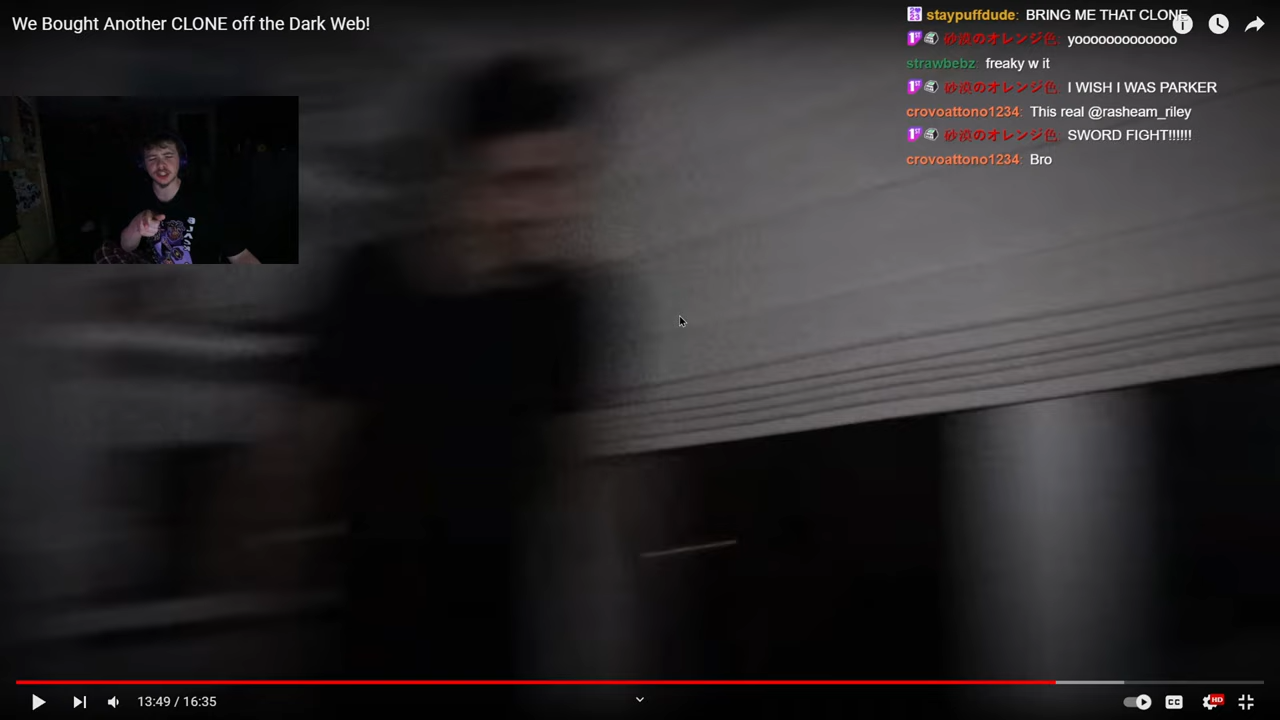 We Bought Another CLONE off the Dark Web!
staypuffdude: BRING ME THAT CLONE
砂漠のオレンジ色: yooooooooooooo
strawbebz: freaky w it
砂漠のオレンジ色: I WISH I WAS PARKER
crovoattono1234: This real @rasheam_riley
砂漠のオレンジ色: SWORD FIGHT!!!!!!
crovoattono1234: Bro
13:49 / 16:35
CC
HD